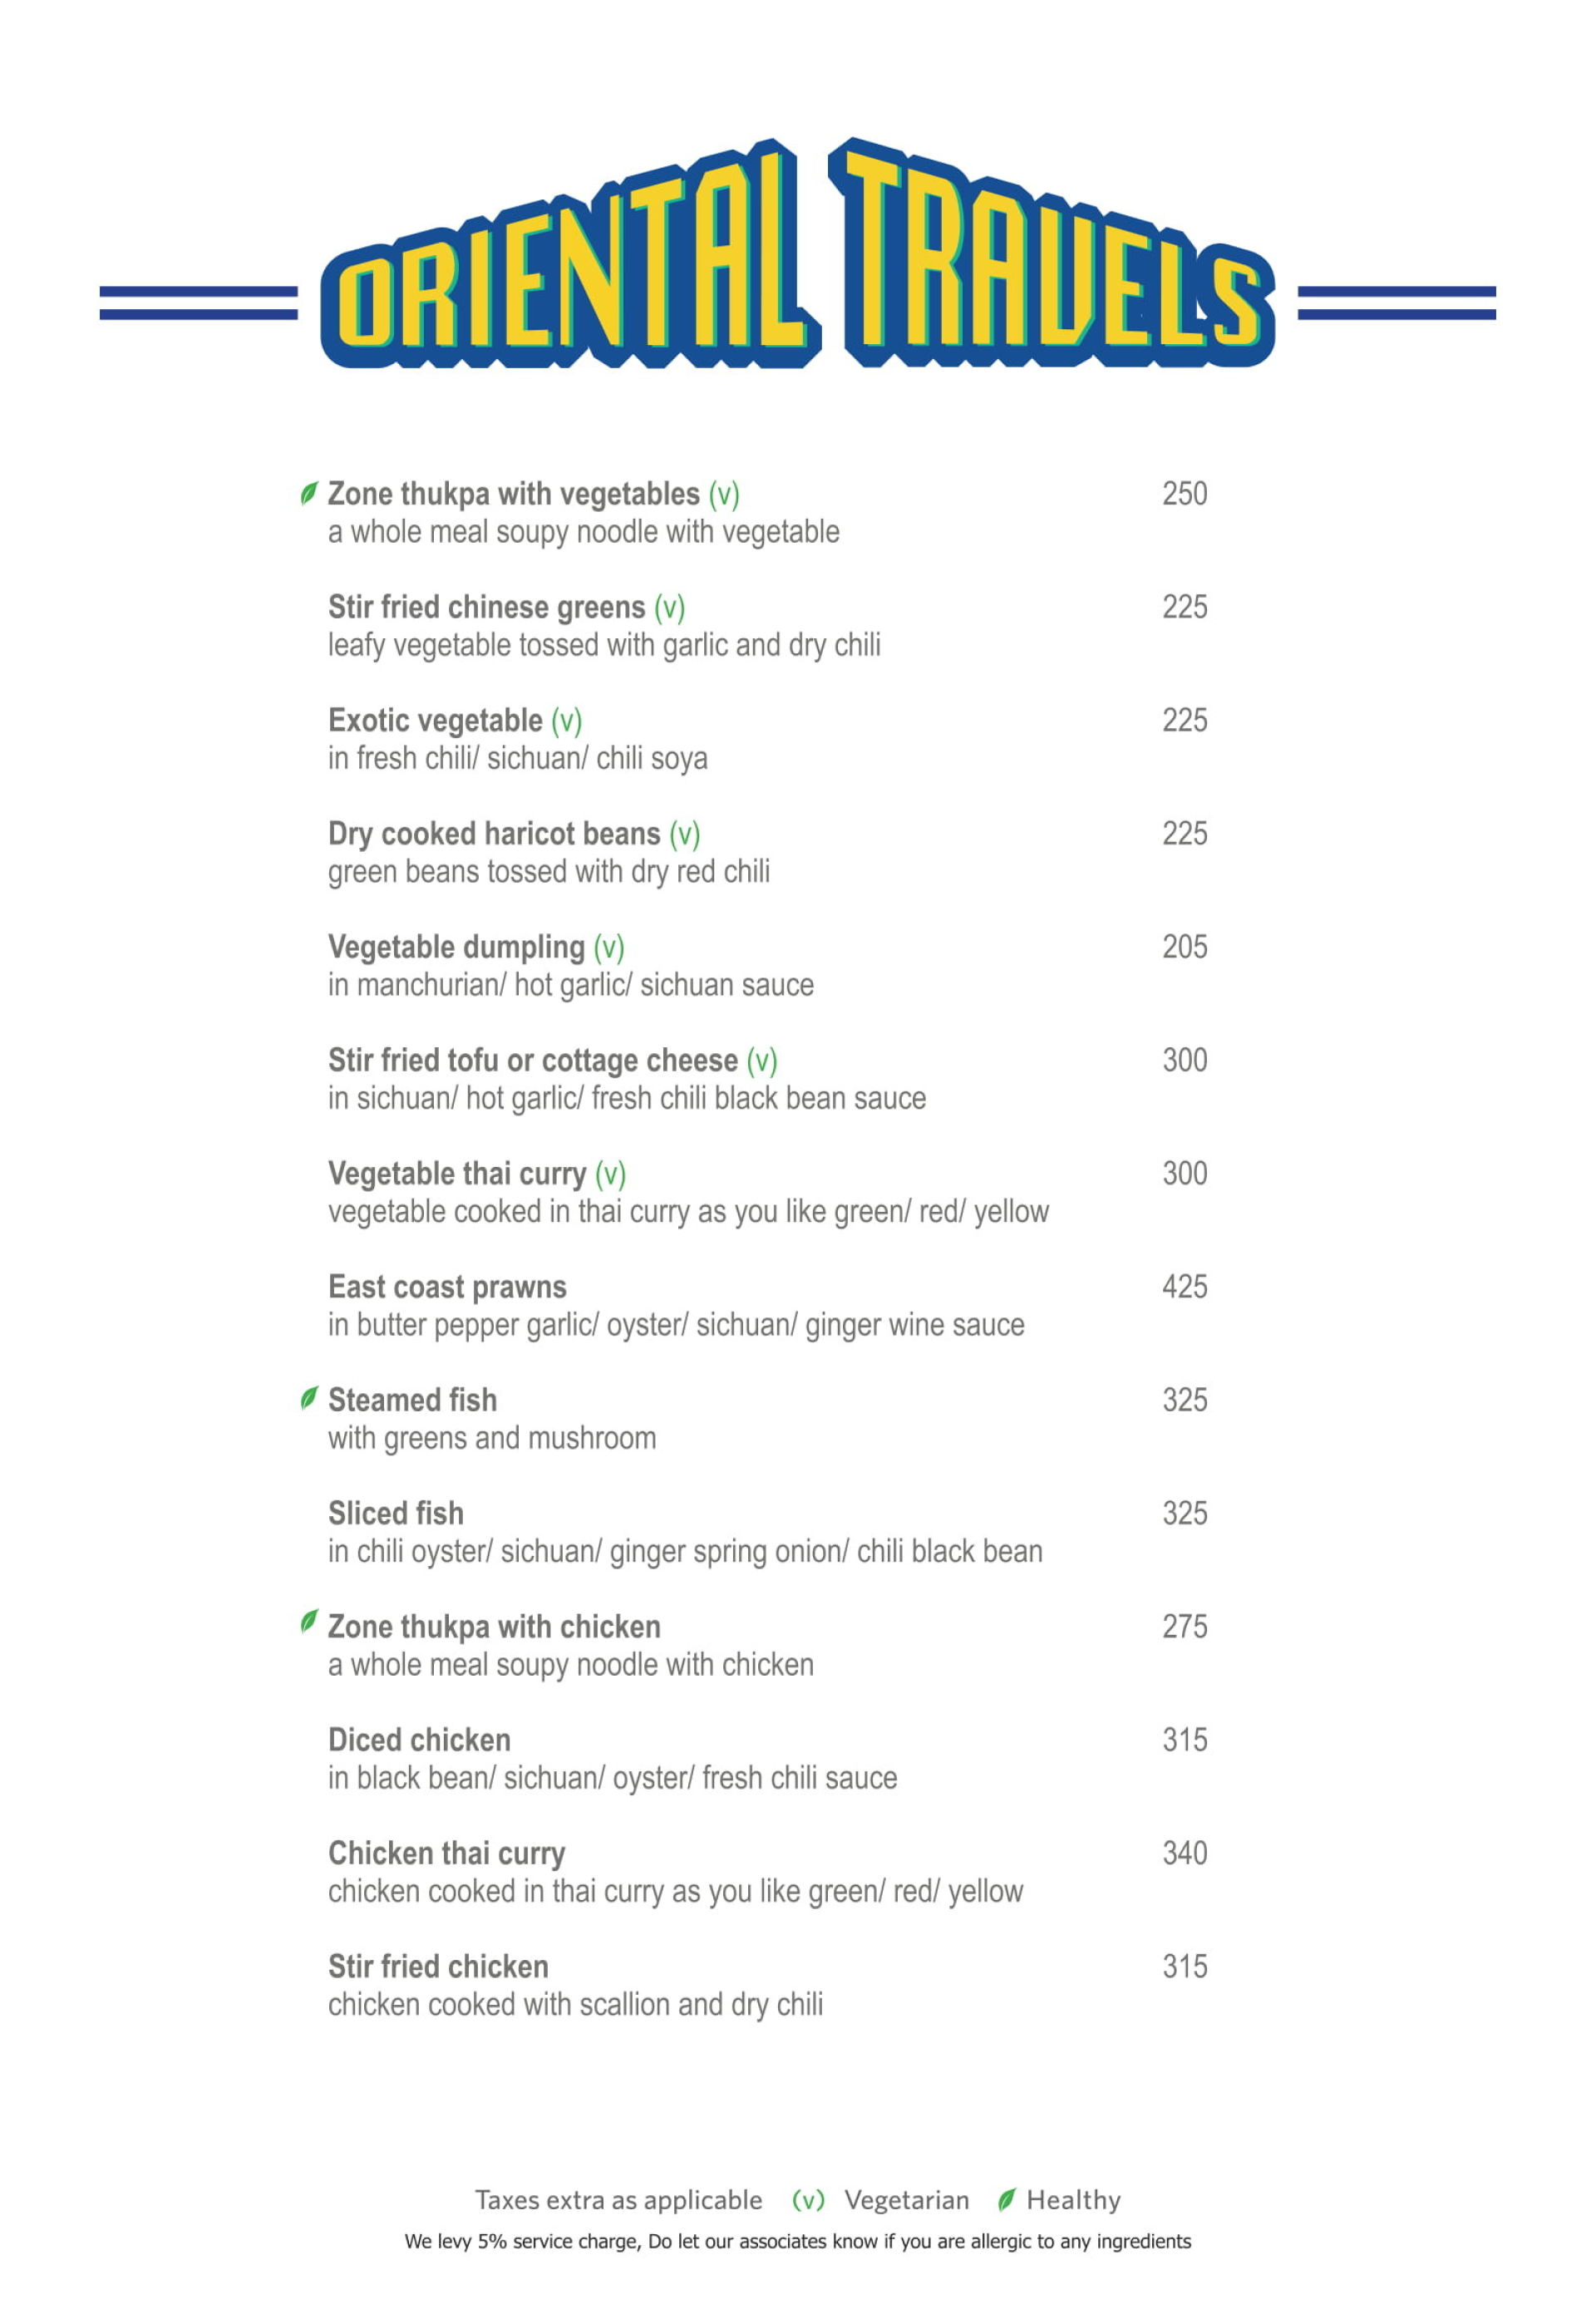 ORIENTAL TRAVELS
Zone thukpa with vegetables (v) 250
a whole meal soupy noodle with vegetable
Stir fried chinese greens (v) 225
leafy vegetable tossed with garlic and dry chili
Exotic vegetable (v) 225
in fresh chili/ sichuan/ chili soya
Dry cooked haricot beans (v) 225
green beans tossed with dry red chili
Vegetable dumpling (v) 205
in manchurian/ hot garlic/ sichuan sauce
Stir fried tofu or cottage cheese (v) 300
in sichuan/ hot garlic/ fresh chili black bean sauce
Vegetable thai curry (v) 300
vegetable cooked in thai curry as you like green/ red/ yellow
East coast prawns 425
in butter pepper garlic/ oyster/ sichuan/ ginger wine sauce
Steamed fish 325
with greens and mushroom
Sliced fish 325
in chili oyster/ sichuan/ ginger spring onion/ chili black bean
Zone thukpa with chicken 275
a whole meal soupy noodle with chicken
Diced chicken 315
in black bean/ sichuan/ oyster/ fresh chili sauce
Chicken thai curry 340
chicken cooked in thai curry as you like green/ red/ yellow
Stir fried chicken 315
chicken cooked with scallion and dry chili
Taxes extra as applicable (v) Vegetarian Healthy
We levy 5% service charge, Do let our associates know if you are allergic to any ingredients